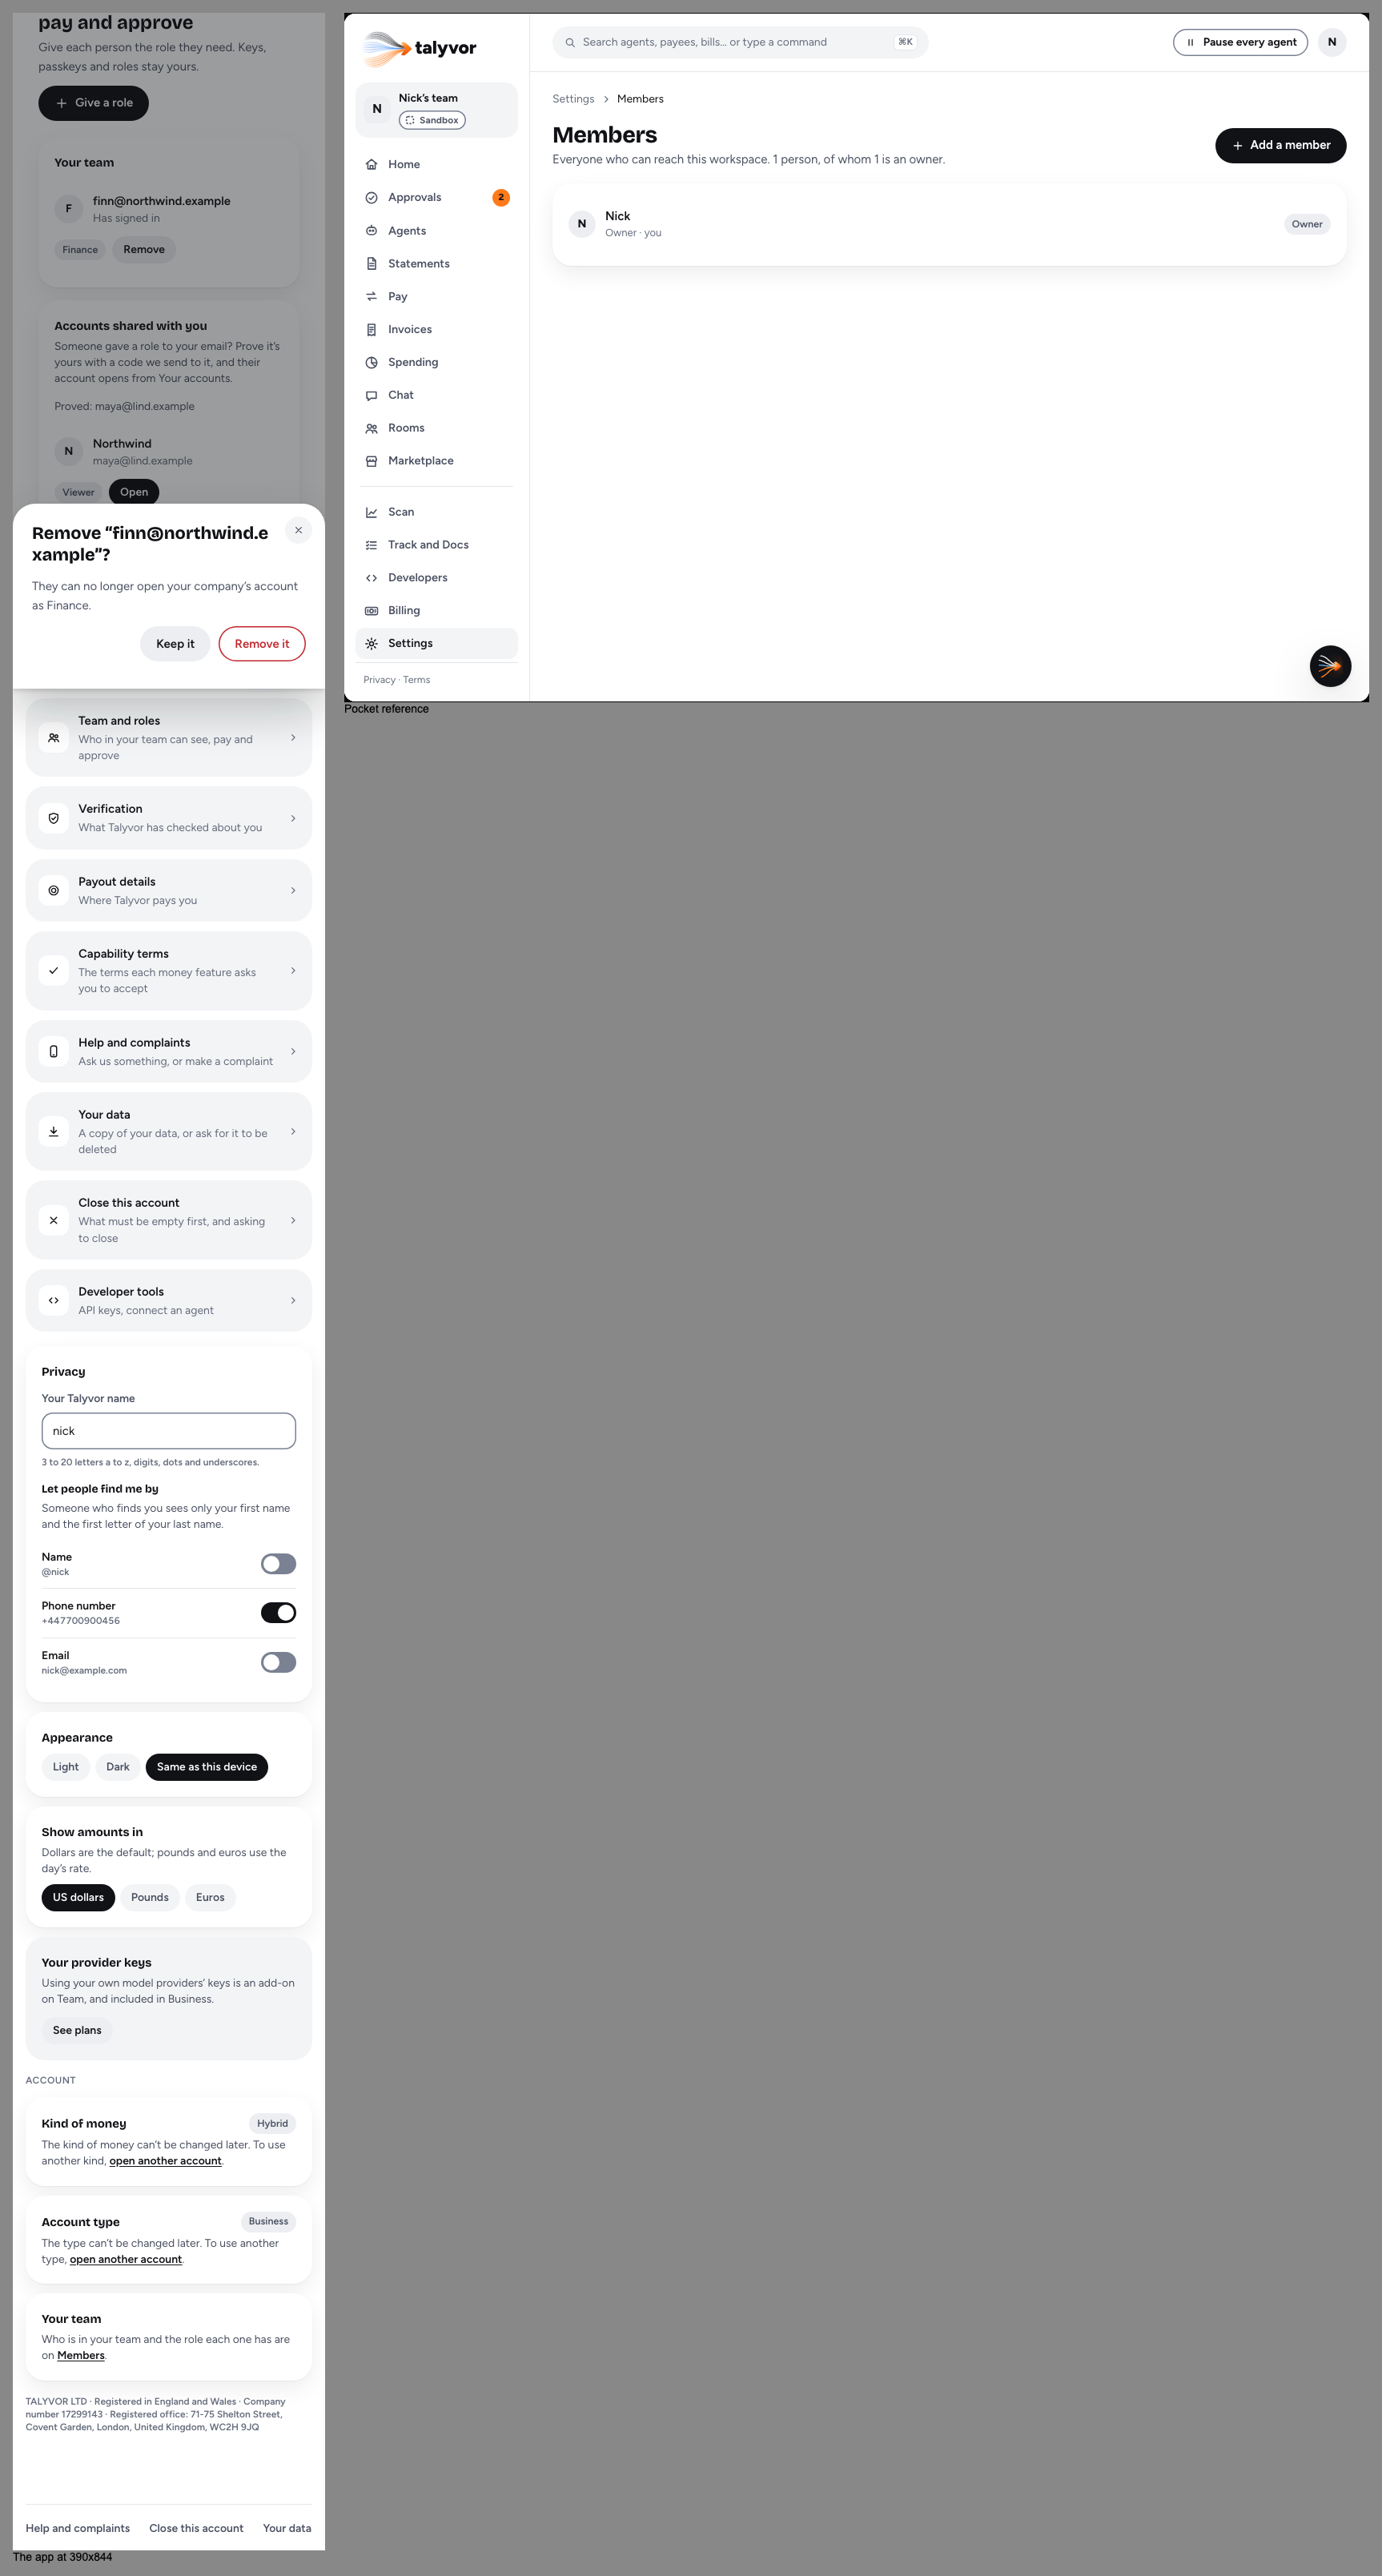 pay and approve
Give each person the role they need. Keys,
passkeys and roles stay yours.
Give a role
Your team
F
finn@northwind.example
Has signed in
Finance
Remove
Accounts shared with you
Someone gave a role to your email? Prove it's
yours with a code we send to it, and their
account opens from Your accounts.
Proved: maya@lind.example
N
Northwind
maya@lind.example
Viewer
Open
Remove “finn@northwind.e
xample”?
They can no longer open your company’s account
as Finance.
Keep it
Remove it
Team and roles
Who in your team can see, pay and
approve
Verification
What Talyvor has checked about you
Payout details
Where Talyvor pays you
Capability terms
The terms each money feature asks
you to accept
Help and complaints
Ask us something, or make a complaint
Your data
A copy of your data, or ask for it to be
deleted
Close this account
What must be empty first, and asking
to close
Developer tools
API keys, connect an agent
Privacy
Your Talyvor name
nick
3 to 20 letters a to z, digits, dots and underscores.
Let people find me by
Someone who finds you sees only your first name
and the first letter of your last name.
Name
@nick
Phone number
+447700900456
Email
nick@example.com
Appearance
Light
Dark
Same as this device
Show amounts in
Dollars are the default; pounds and euros use the
day’s rate.
US dollars
Pounds
Euros
Your provider keys
Using your own model providers’ keys is an add-on
on Team, and included in Business.
See plans
ACCOUNT
Kind of money
Hybrid
The kind of money can’t be changed later. To use
another kind, open another account.
Account type
Business
The type can’t be changed later. To use another
type, open another account.
Your team
Who is in your team and the role each one has are
on Members.
TALYVOR LTD · Registered in England and Wales · Company
number 17299143 · Registered office: 71-75 Shelton Street,
Covent Garden, London, United Kingdom, WC2H 9JQ
Help and complaints
Close this account
Your data
The app at 390x844
talyvor
N
Nick’s team
Sandbox
Home
Approvals
2
Agents
Statements
Pay
Invoices
Spending
Chat
Rooms
Marketplace
Scan
Track and Docs
Developers
Billing
Settings
Privacy · Terms
Search agents, payees, bills... or type a command
⌘K
Pause every agent
N
Settings
Members
Members
Everyone who can reach this workspace. 1 person, of whom 1 is an owner.
Add a member
N
Nick
Owner · you
Owner
Pocket reference